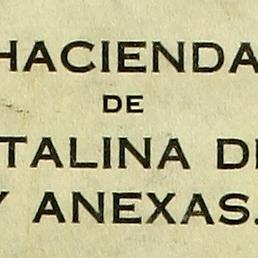 HACIENDA
DE
TALINA DE
Y ANEXAS.